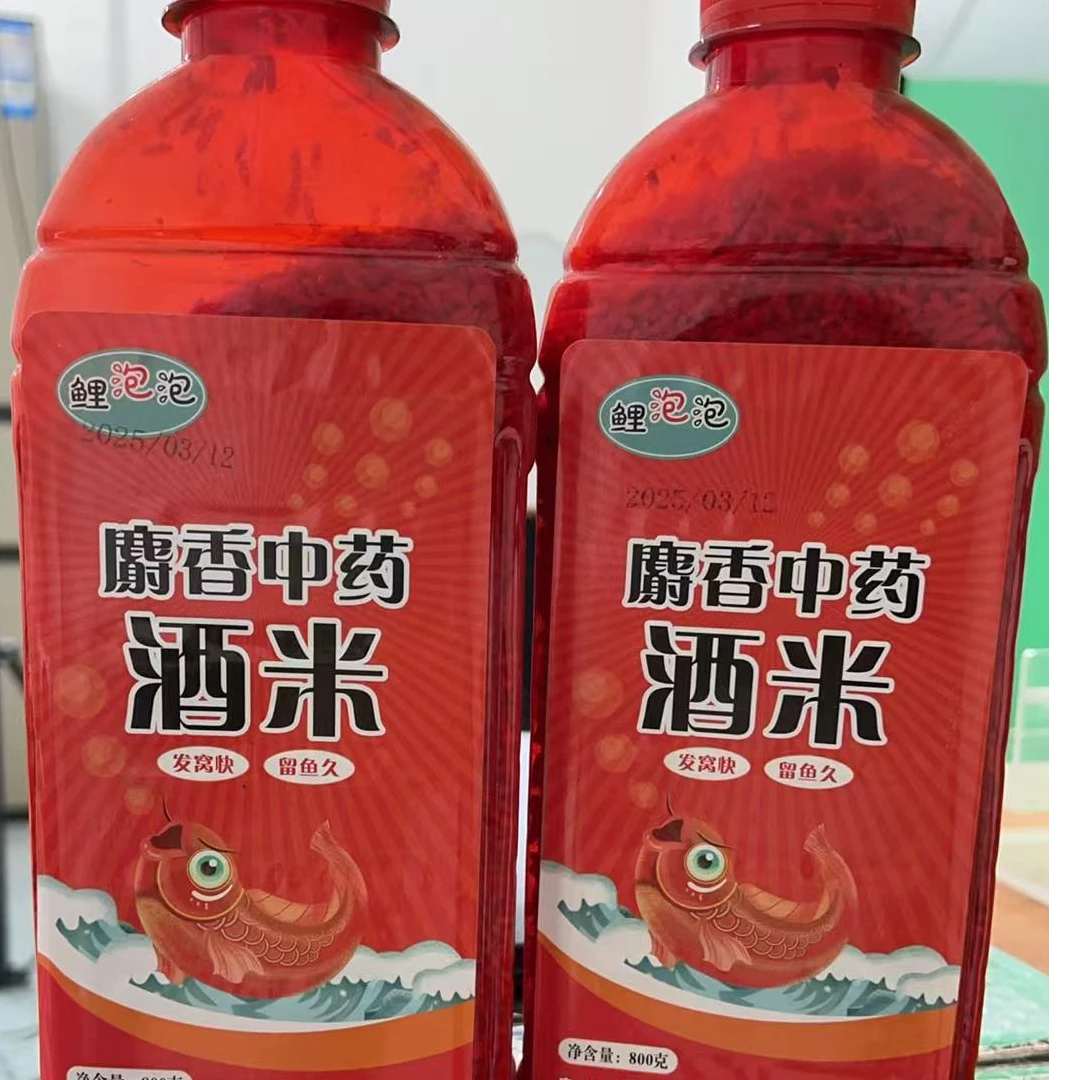 鲤泡泡
2025/03/12
麝香中药
酒米
发窝快 留鱼久
鲤泡泡
2025/03/12
麝香中药
酒米
发窝快 留鱼久
净含量：800克